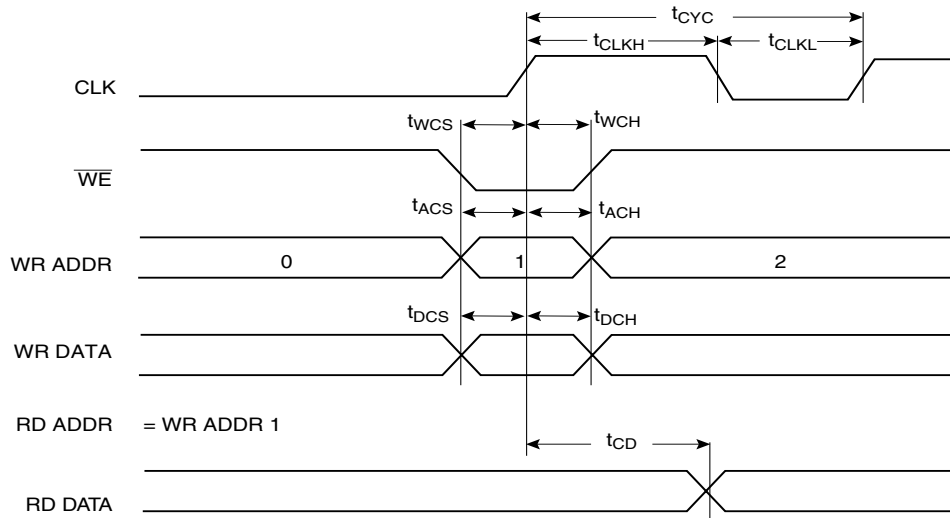 tCYC
tCLKH tCLKL
CLK
tWCS tWCH
WE
tACS tACH
WR ADDR 0 1 2
tDCS tDCH
WR DATA
RD ADDR = WR ADDR 1
tCD
RD DATA